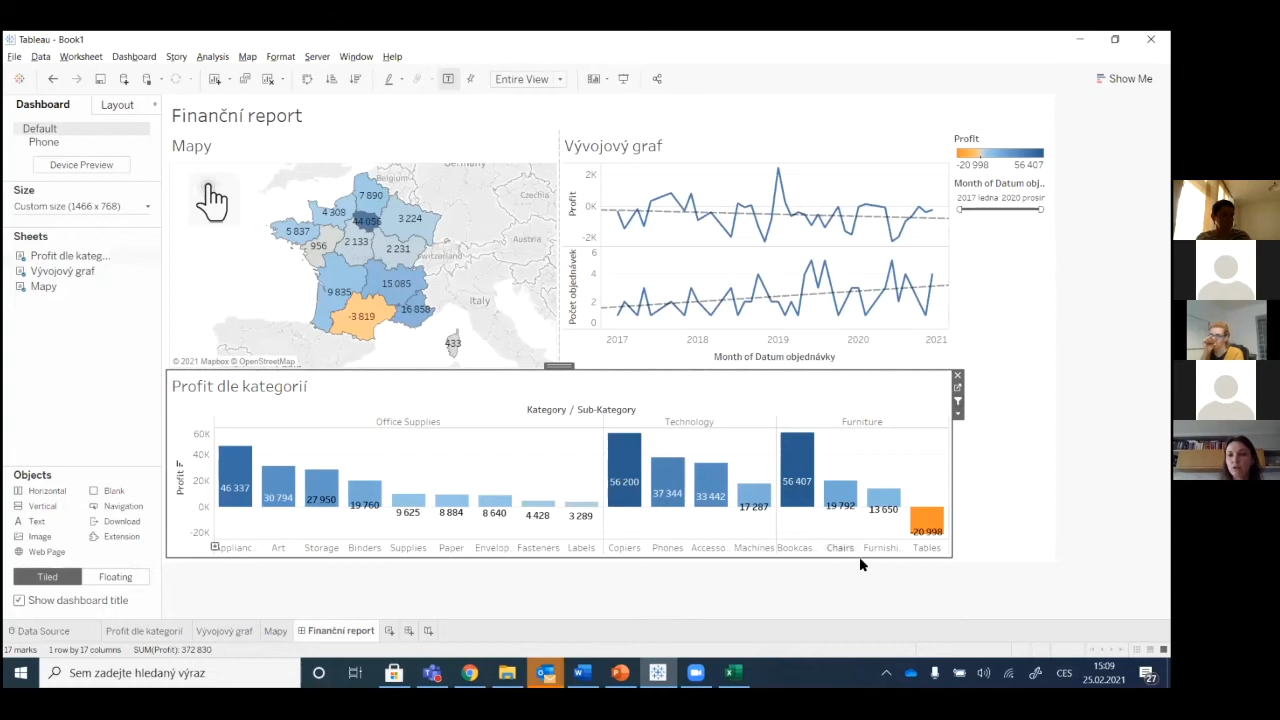 Tableau - Book1
File Data Worksheet Dashboard Story Analysis Map Format Server Window Help
Entire View
Show Me
Dashboard Layout
Default
Phone
Device Preview
Size
Custom size (1466 x 768)
Sheets
Profit dle kateg...
Vývojový graf
Mapy
Objects
Horizontal Blank
Vertical Navigation
Text Download
Image Extension
Web Page
Tiled Floating
Show dashboard title
Finanční report
Mapy
Belgium
Germany
Czechia
Austria
Switzerland
Italy
7 890
4 308
44 056
3 224
5 837
956
2 133
2 231
9 835
15 085
16 858
-3 819
433
© 2021 Mapbox © OpenStreetMap
Vývojový graf
Profit
2K
0K
-2K
Počet objednávek
6
4
2
0
2017 2018 2019 2020 2021
Month of Datum objednávky
Profit
-20 998 56 407
Month of Datum obj..
2017 ledna 2020 prosir
Profit dle kategorií
Kategory / Sub-Kategory
Office Supplies Technology Furniture
Profit
60K
40K
20K
0K
-20K
46 337 30 794 27 950 19 760 9 625 8 884 8 640 4 428 3 289 56 200 37 344 33 442 17 287 56 407 19 792 13 650 -20 998
Applianc.. Art Storage Binders Supplies Paper Envelop.. Fasteners Labels Copiers Phones Accesso.. Machines Bookcas.. Chairs Furnishi.. Tables
Data Source Profit dle kategorií Vývojový graf Mapy Finanční report
17 marks 1 row by 17 columns SUM(Profit): 372 830
Sem zadejte hledaný výraz
CES
15:09
25.02.2021
27